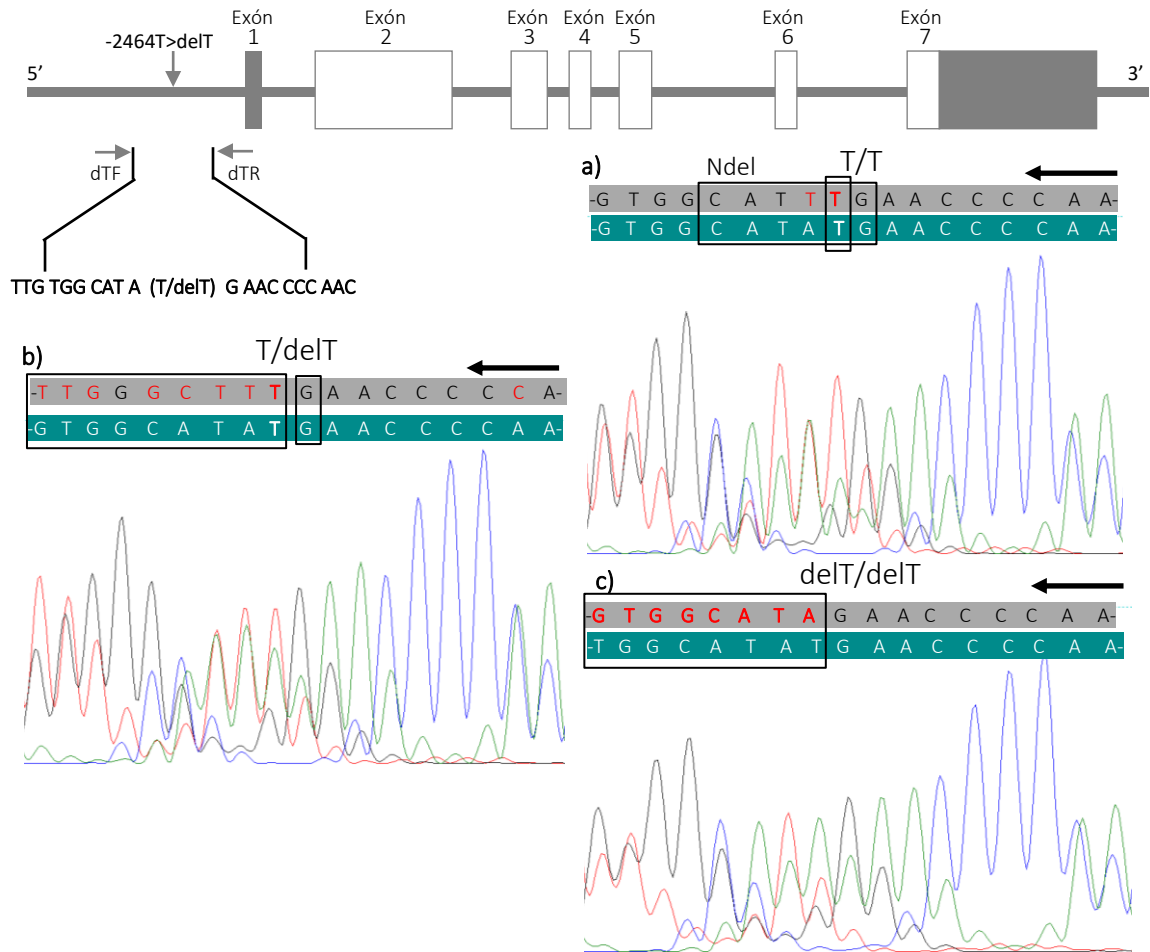 Exón 1
Exón 2
Exón 3
Exón 4
Exón 5
Exón 6
Exón 7
-2464T>delT
5’
3’
dTF
dTR
TTG TGG CAT A (T/delT) G AAC CCC AAC
a)
NdeI
T/T
-G T G G C A T T T G A A C C C C A A-
-G T G G C A T A T G A A C C C C A A-
b)
T/delT
-T T G G G C T T T G A A C C C C C A-
-G T G G C A T A T G A A C C C C A A-
c)
delT/delT
-G T G G C A T A G A A C C C C A A-
-T G G C A T A T G A A C C C C A A-